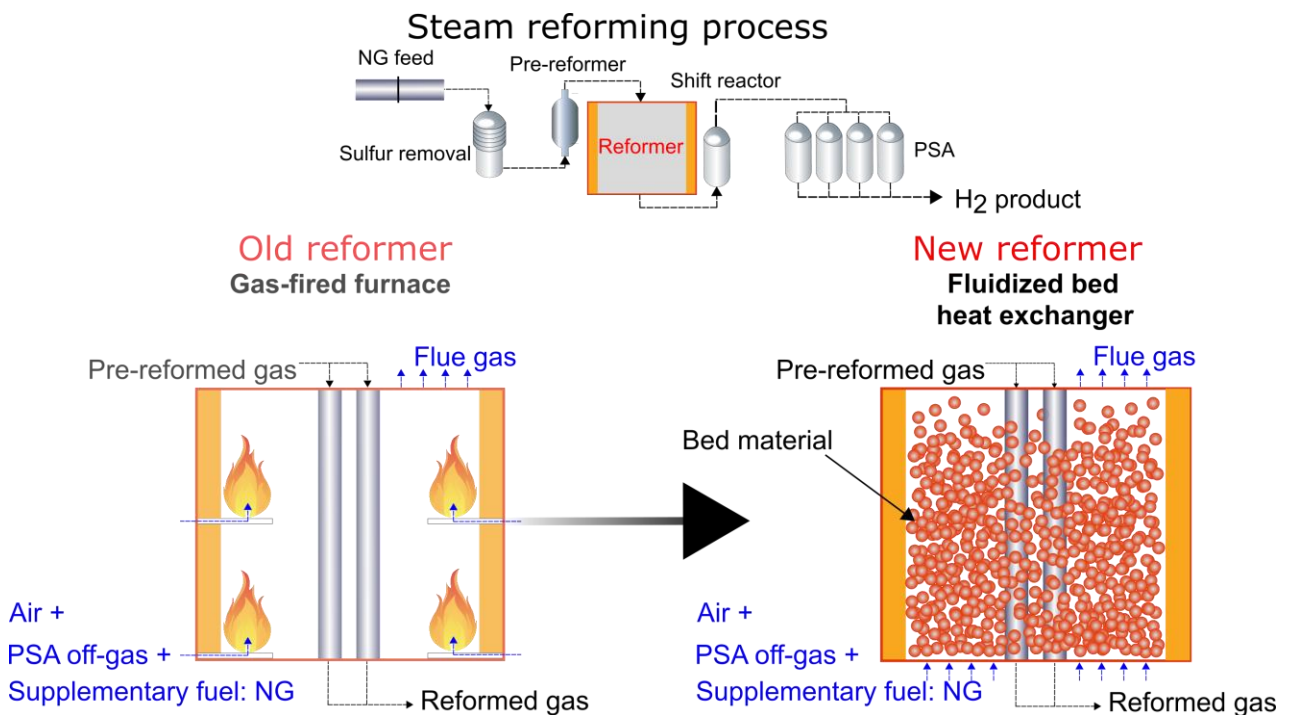 Steam reforming process
NG feed
Pre-reformer
Shift reactor
Sulfur removal
Reformer
PSA
H2 product
Old reformer
Gas-fired furnace
New reformer
Fluidized bed
heat exchanger
Pre-reformed gas
Flue gas
Pre-reformed gas
Flue gas
Bed material
Air +
PSA off-gas +
Supplementary fuel: NG
Reformed gas
Air +
PSA off-gas +
Supplementary fuel: NG
Reformed gas